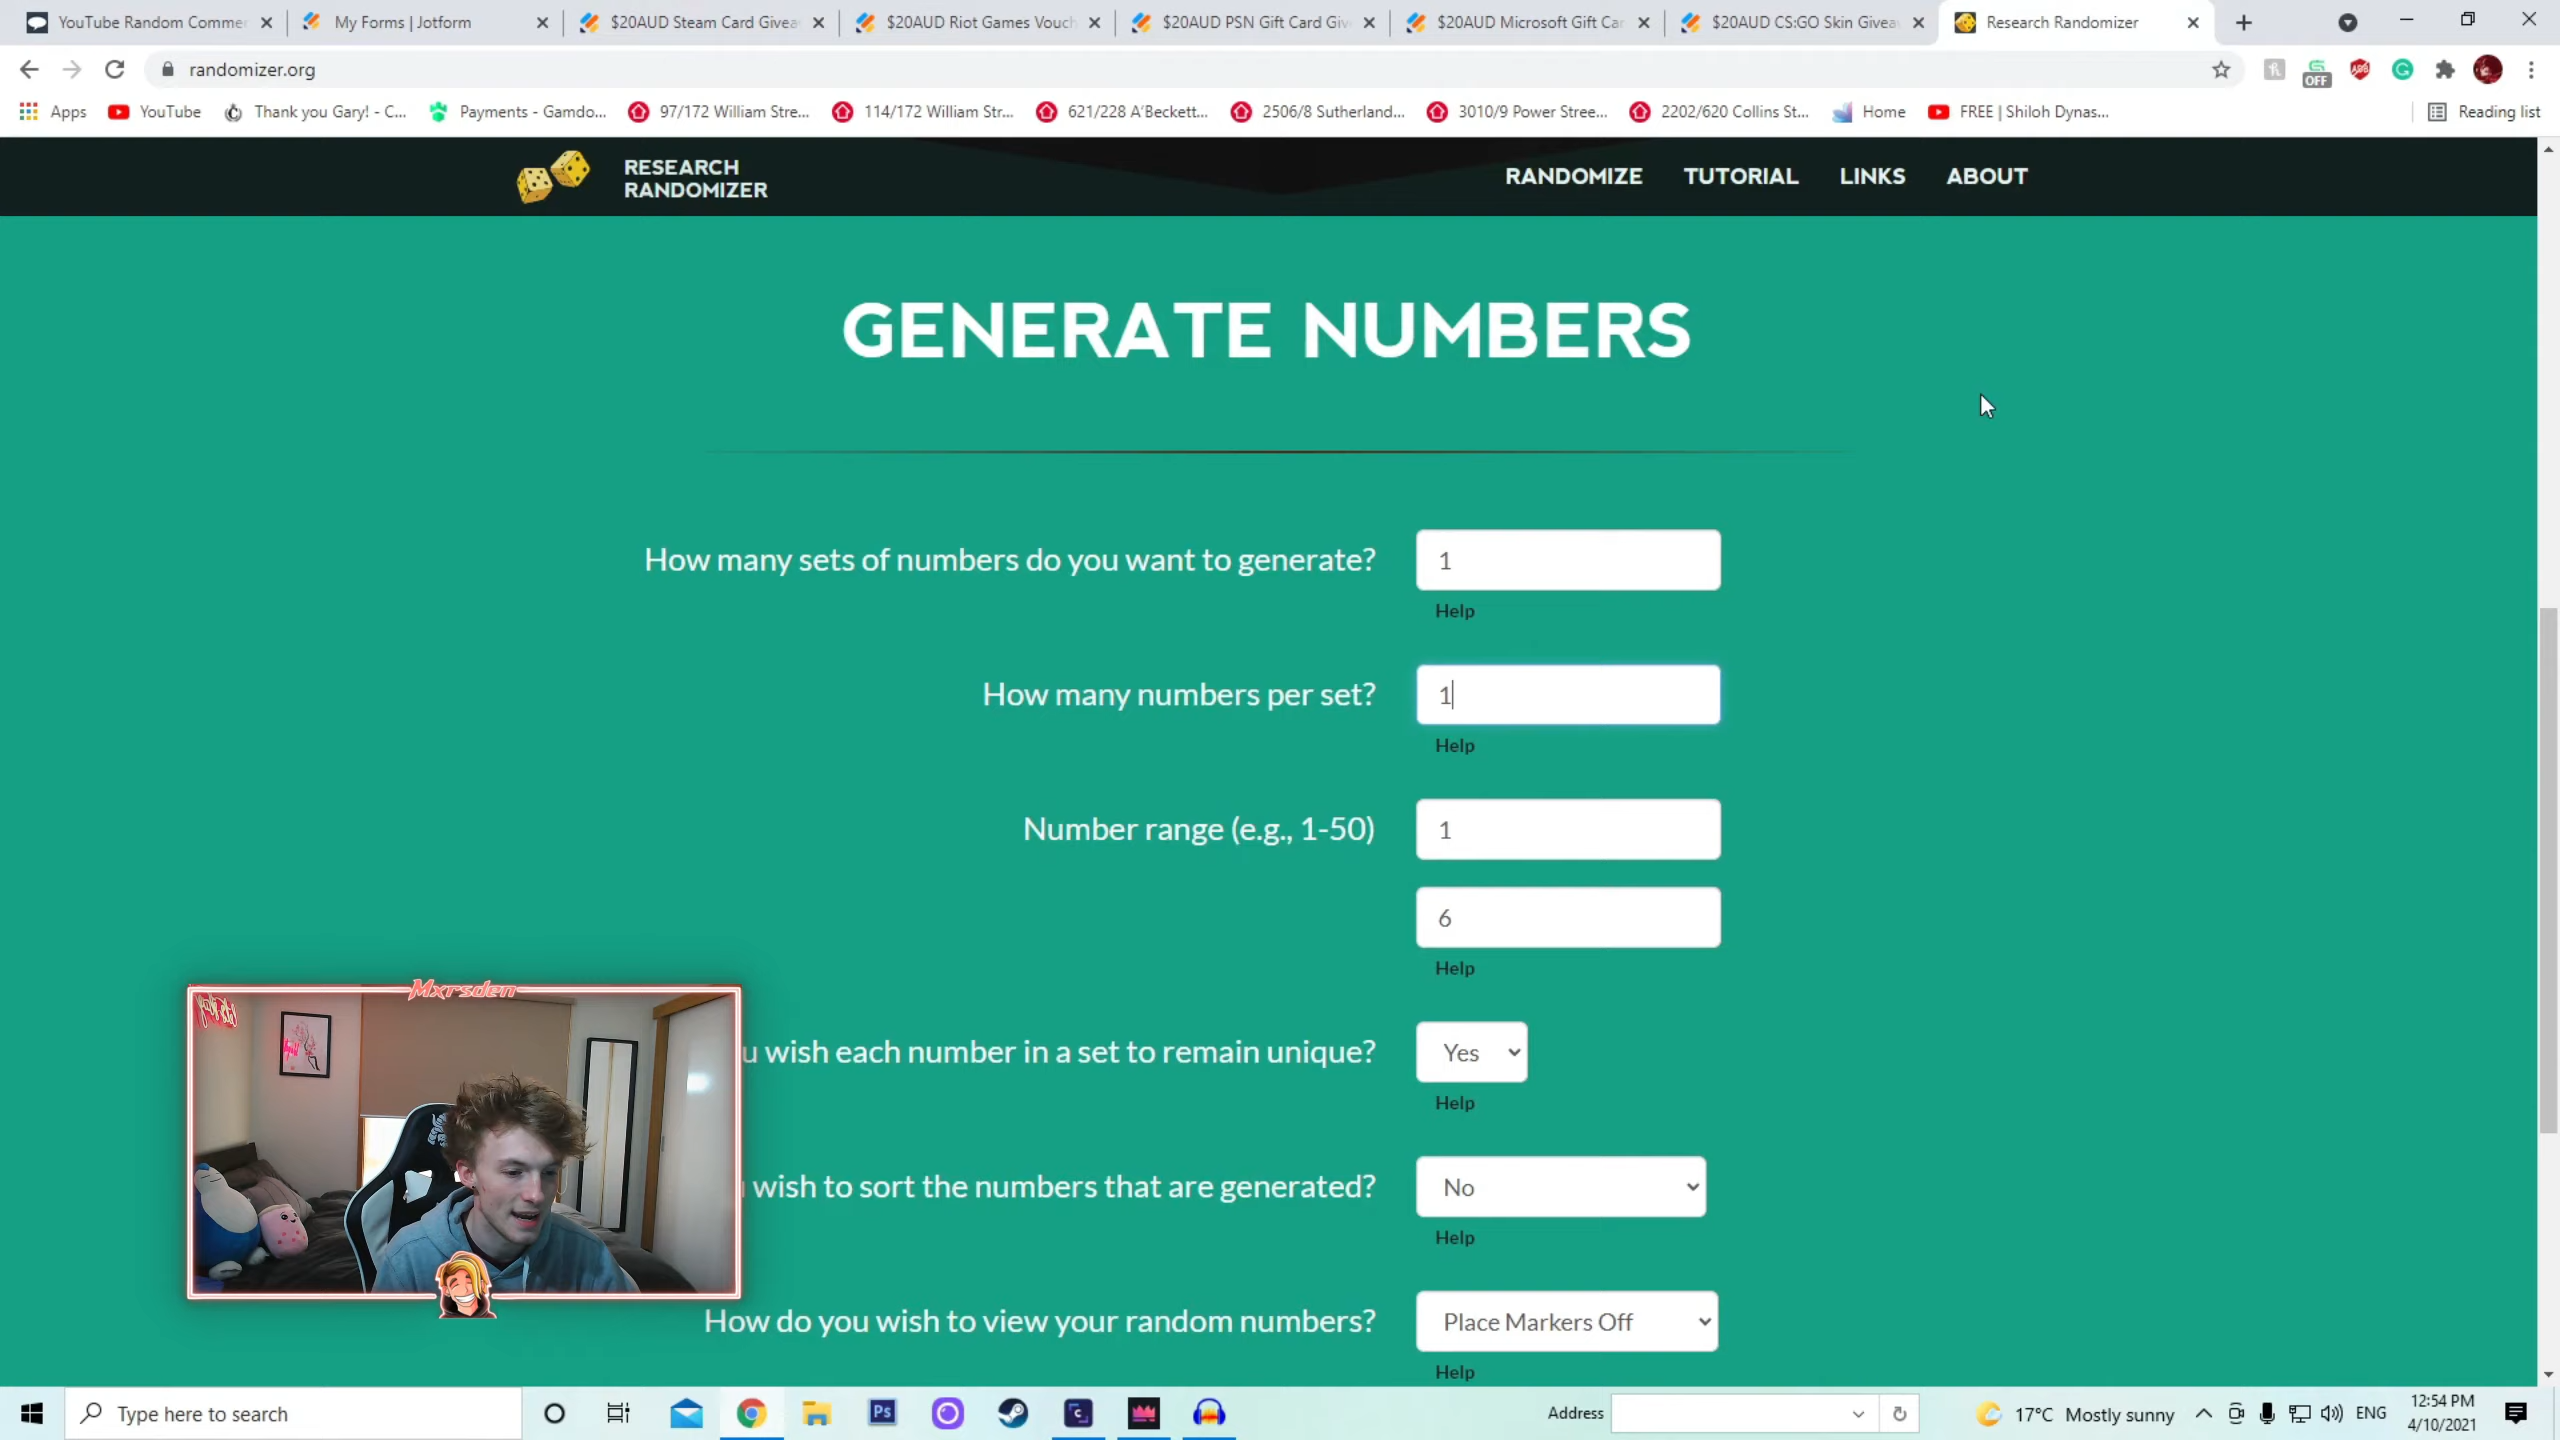 YouTube Random Commen
My Forms | Jotform
$20AUD Steam Card Givea
$20AUD Riot Games Vouch
$20AUD PSN Gift Card Giv
$20AUD Microsoft Gift Car
$20AUD CS:GO Skin Givea
Research Randomizer
randomizer.org
OFF
Apps
YouTube
Thank you Gary! - C...
Payments - Gamdo...
97/172 William Stre...
114/172 William Str...
621/228 A'Beckett...
2506/8 Sutherland...
3010/9 Power Stree...
2202/620 Collins St...
Home
FREE | Shiloh Dynas...
Reading list
RESEARCH
RANDOMIZER
RANDOMIZE
TUTORIAL
LINKS
ABOUT
GENERATE NUMBERS
How many sets of numbers do you want to generate?
1
Help
How many numbers per set?
1
Help
Number range (e.g., 1-50)
1
6
Help
u wish each number in a set to remain unique?
Yes
Help
wish to sort the numbers that are generated?
No
Help
How do you wish to view your random numbers?
Place Markers Off
Help
Mxrsden
Type here to search
Ps
Address
17°C Mostly sunny
ENG
12:54 PM
4/10/2021